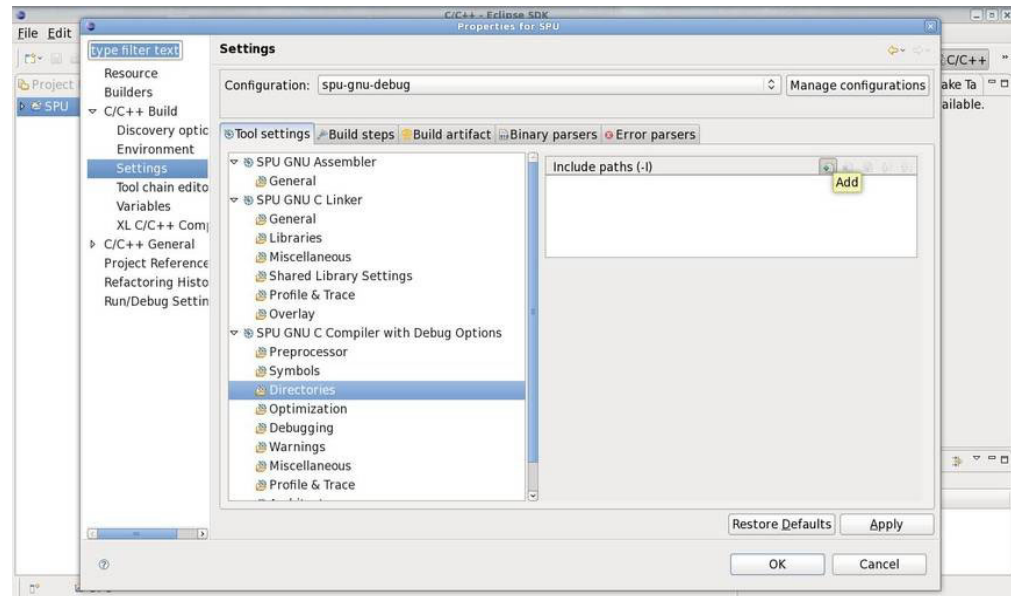 C/C++ - Eclipse SDK
Properties for SPU
File Edit
type filter text
Settings
C/C++
Resource
Builders
C/C++ Build
Discovery optic
Environment
Settings
Tool chain edito
Variables
XL C/C++ Com
C/C++ General
Project Reference
Refactoring Histo
Run/Debug Settin
Project
SPU
Configuration: spu-gnu-debug
Manage configurations
ake Ta
ailable.
Tool settings Build steps Build artifact Binary parsers Error parsers
SPU GNU Assembler
General
SPU GNU C Linker
General
Libraries
Miscellaneous
Shared Library Settings
Profile & Trace
Overlay
SPU GNU C Compiler with Debug Options
Preprocessor
Symbols
Directories
Optimization
Debugging
Warnings
Miscellaneous
Profile & Trace
Include paths (-I)
Add
Restore Defaults Apply
OK Cancel